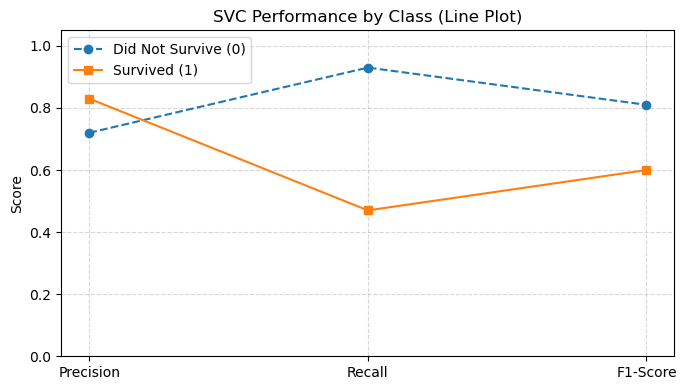 SVC Performance by Class (Line Plot)
Did Not Survive (0)
Survived (1)
1.0
0.8
0.6
0.4
0.2
0.0
Score
Precision Recall F1-Score